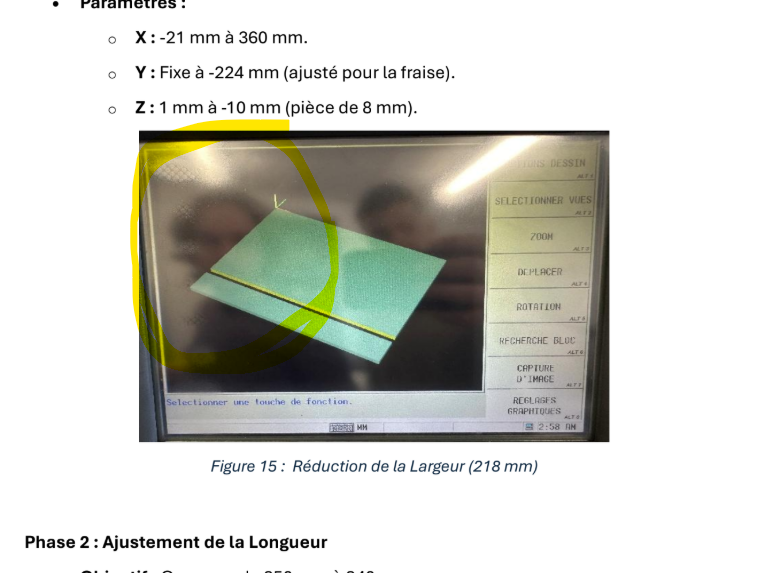 • Paramètres :
o X : -21 mm à 360 mm.
o Y : Fixe à -224 mm (ajusté pour la fraise).
o Z : 1 mm à -10 mm (pièce de 8 mm).
DESSIN
ALT 1
SELECTIONNER VUES
ALT 2
ZOOM
ALT 3
DEPLACER
ALT 4
ROTATION
ALT 5
RECHERCHE BLOC
ALT 6
CAPTURE
D'IMAGE
ALT 7
REGLAGES
GRAPHIQUES
ALT 8
Selectionner une touche de fonction.
MM
2:58 AM
Figure 15 : Réduction de la Largeur (218 mm)
Phase 2 : Ajustement de la Longueur